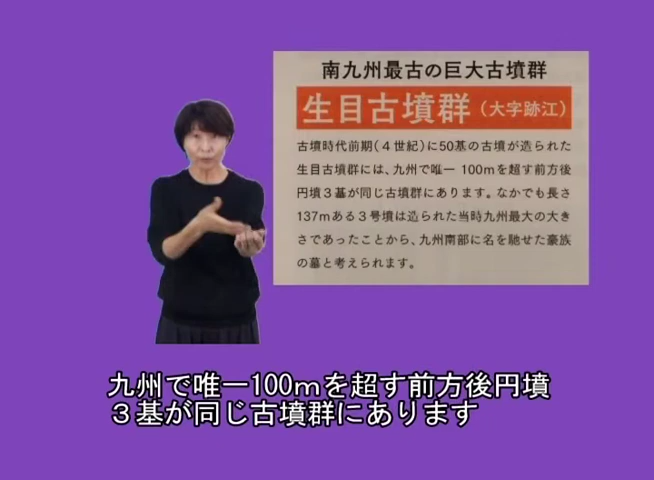 南九州最古の巨大古墳群
生目古墳群（大字跡江）
古墳時代前期(４世紀)に50基の古墳が造られた
生目古墳群には、九州で唯一 100ｍを超す前方後
円墳３基が同じ古墳群にあります。なかでも長さ
137ｍある３号墳は造られた当時九州最大の大き
さであったことから、九州南部に名を馳せた豪族
の墓と考えられます。
九州で唯一100ｍを超す前方後円墳
３基が同じ古墳群にあります